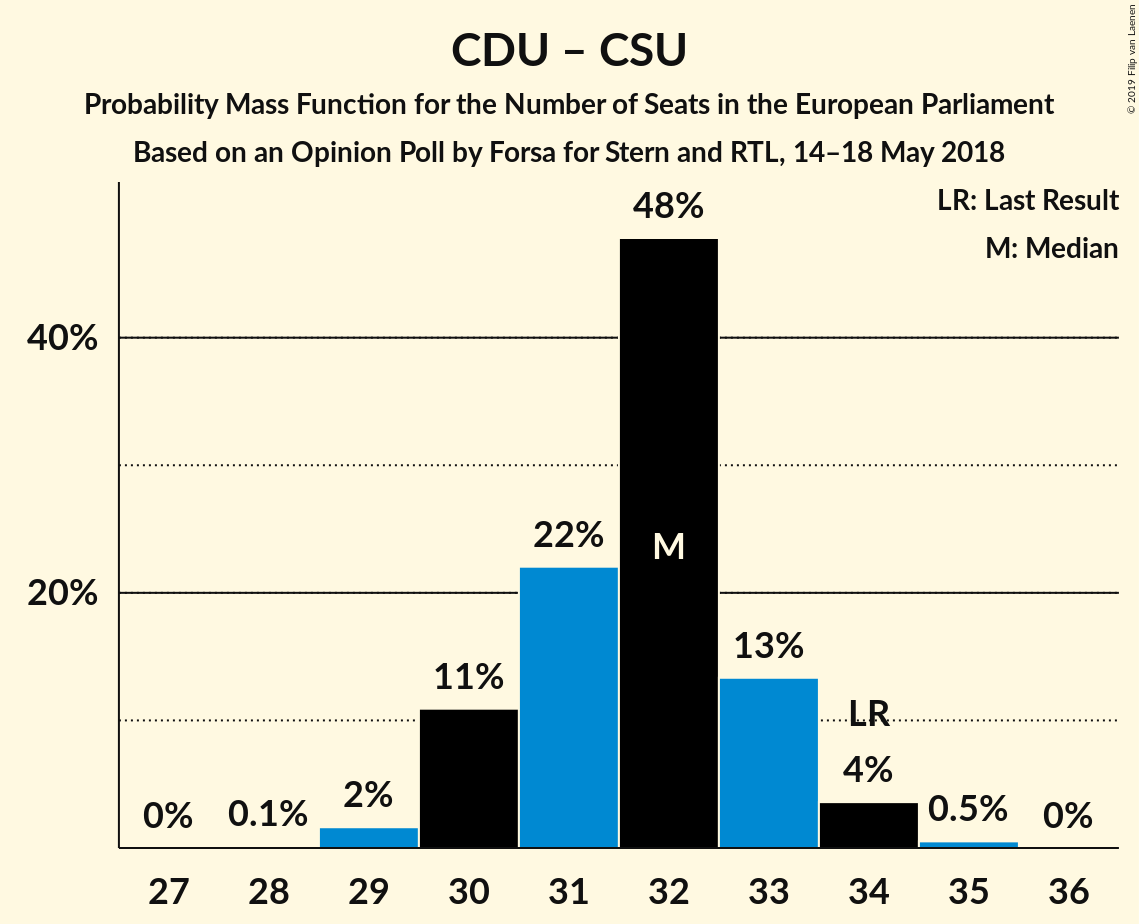 CDU – CSU
Probability Mass Function for the Number of Seats in the European Parliament
Based on an Opinion Poll by Forsa for Stern and RTL, 14–18 May 2018
© 2019 Filip van Laenen
LR: Last Result
M: Median
48%
40%
22%
M
20%
13%
11%
LR
4%
2%
0.5%
0.1%
0%
0%
27 28 29 30 31 32 33 34 35 36